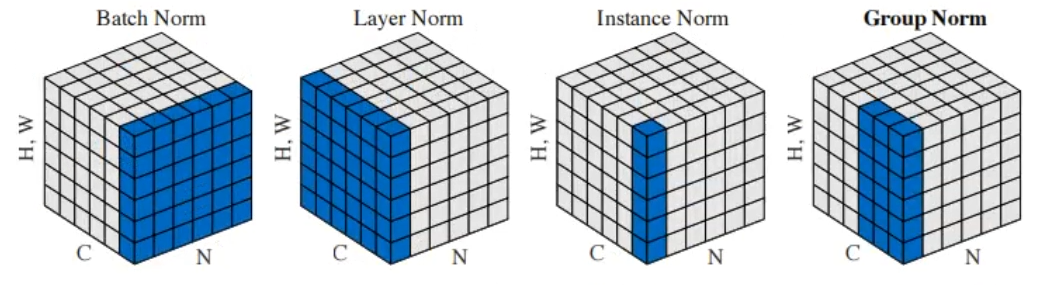 Batch Norm
Layer Norm
Instance Norm
Group Norm
H, W
C
N
H, W
C
N
H, W
C
N
H, W
C
N